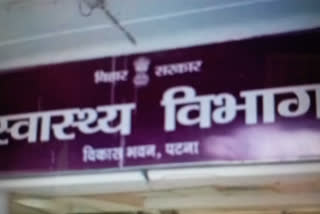 बिहार सरकार
स्वास्थ्य विभाग
विकास भवन, पटना